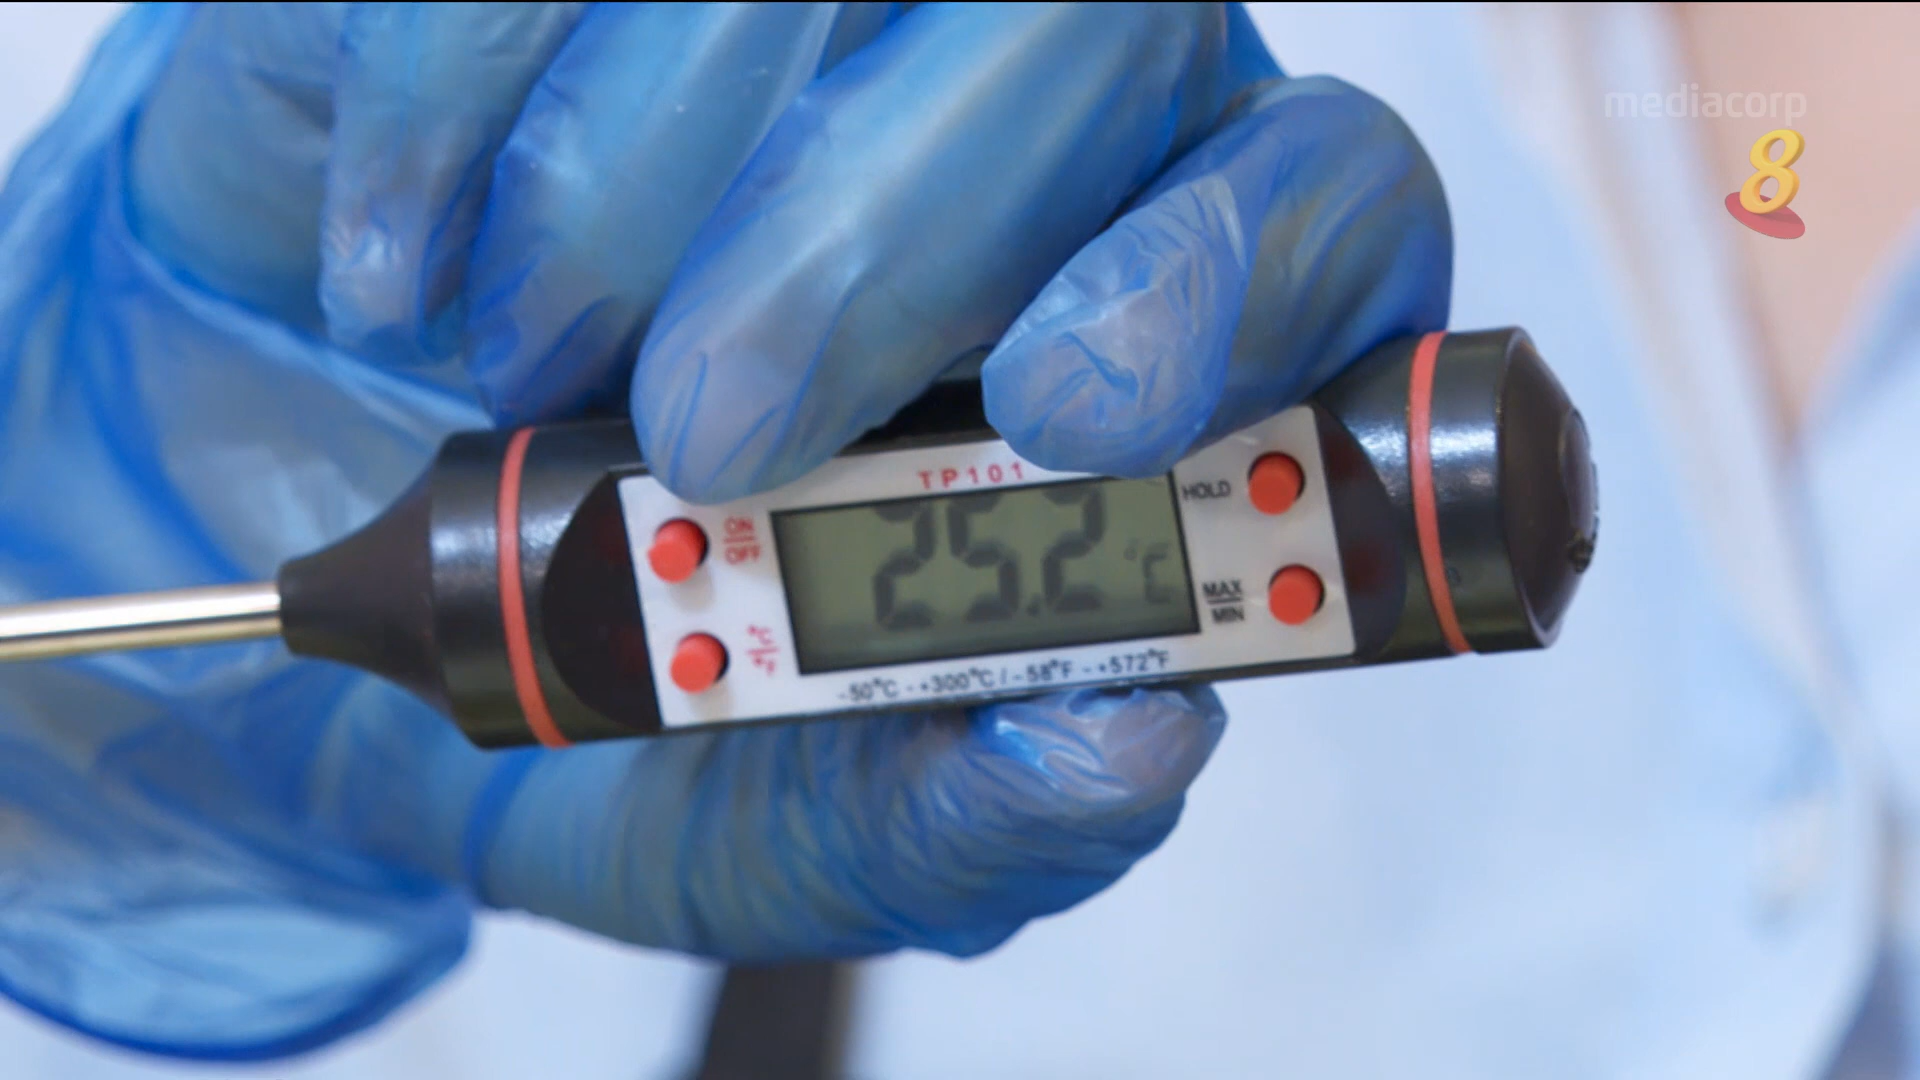 mediacorp
8
TP101
ON
OFF
25.2
HOLD
°C
°F
MAX
MIN
-50°C - +300°C / -58°F - +572°F